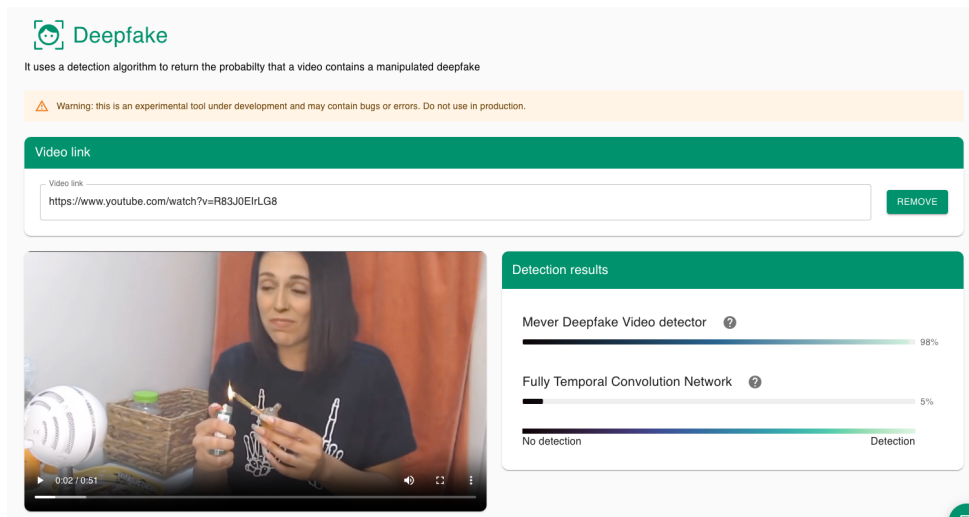 Deepfake
It uses a detection algorithm to return the probabilty that a video contains a manipulated deepfake
Warning: this is an experimental tool under development and may contain bugs or errors. Do not use in production.
Video link
Video link
https://www.youtube.com/watch?v=R83J0EIrLG8
REMOVE
0:02 / 0:51
Detection results
Mever Deepfake Video detector ?
98%
Fully Temporal Convolution Network ?
5%
No detection Detection